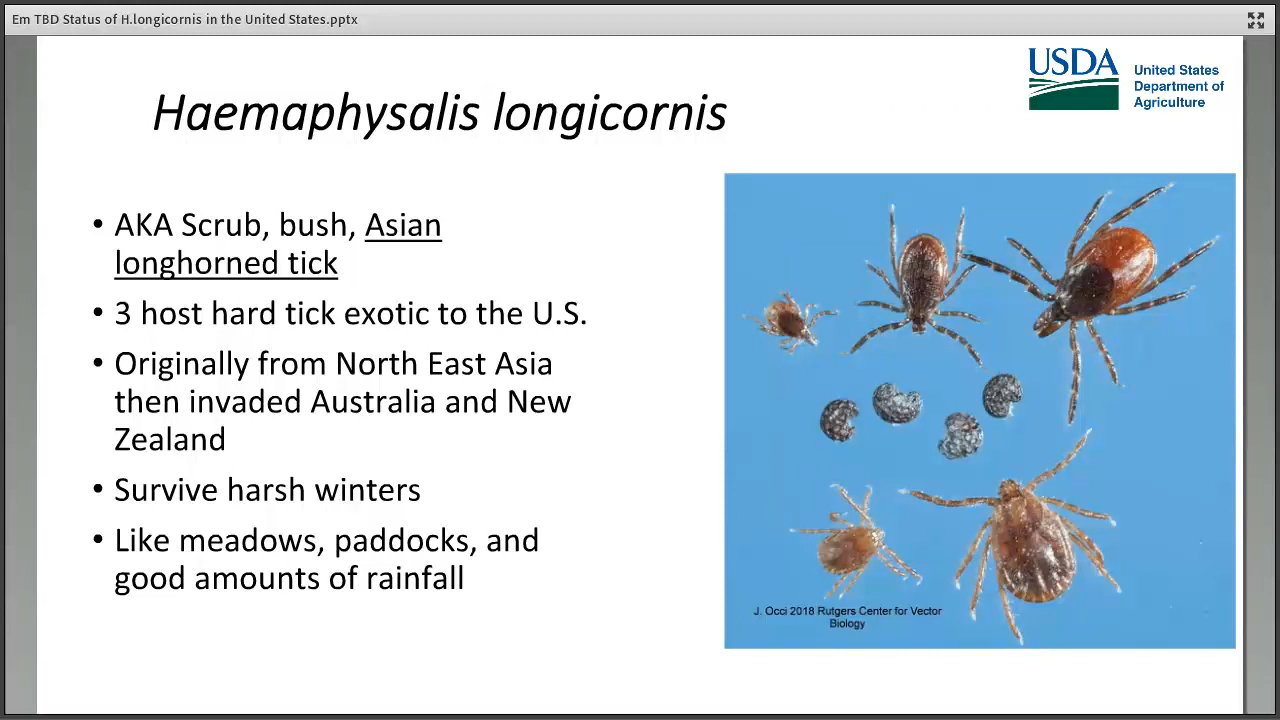 Em TBD Status of H.longicornis in the United States.pptx
USDA
United States
Department of
Agriculture
Haemaphysalis longicornis
• AKA Scrub, bush, Asian
longhorned tick
• 3 host hard tick exotic to the U.S.
• Originally from North East Asia
then invaded Australia and New
Zealand
• Survive harsh winters
• Like meadows, paddocks, and
good amounts of rainfall
J. Occi 2018 Rutgers Center for Vector
Biology